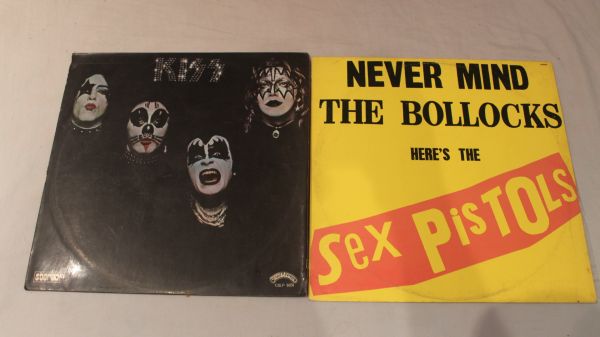 KISS
NEVER MIND
THE BOLLOCKS
HERE'S THE
SEX PISTOLS